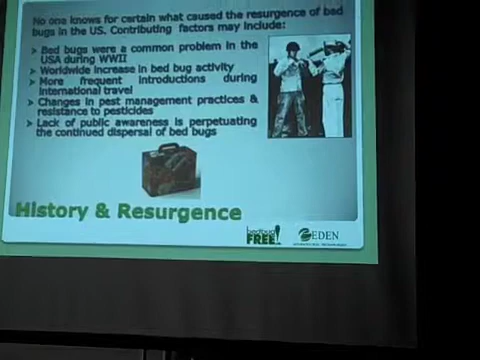 No one knows for certain what caused the resurgence of bed
bugs in the US. Contributing factors may include:
Bed bugs were a common problem in the
USA during WWII
Worldwide increase in bed bug activity
More frequent introductions during
international travel
Changes in pest management practices &
resistance to pesticides
Lack of public awareness is perpetuating
the continued dispersal of bed bugs
History & Resurgence
bedbug
FREE!
EDEN